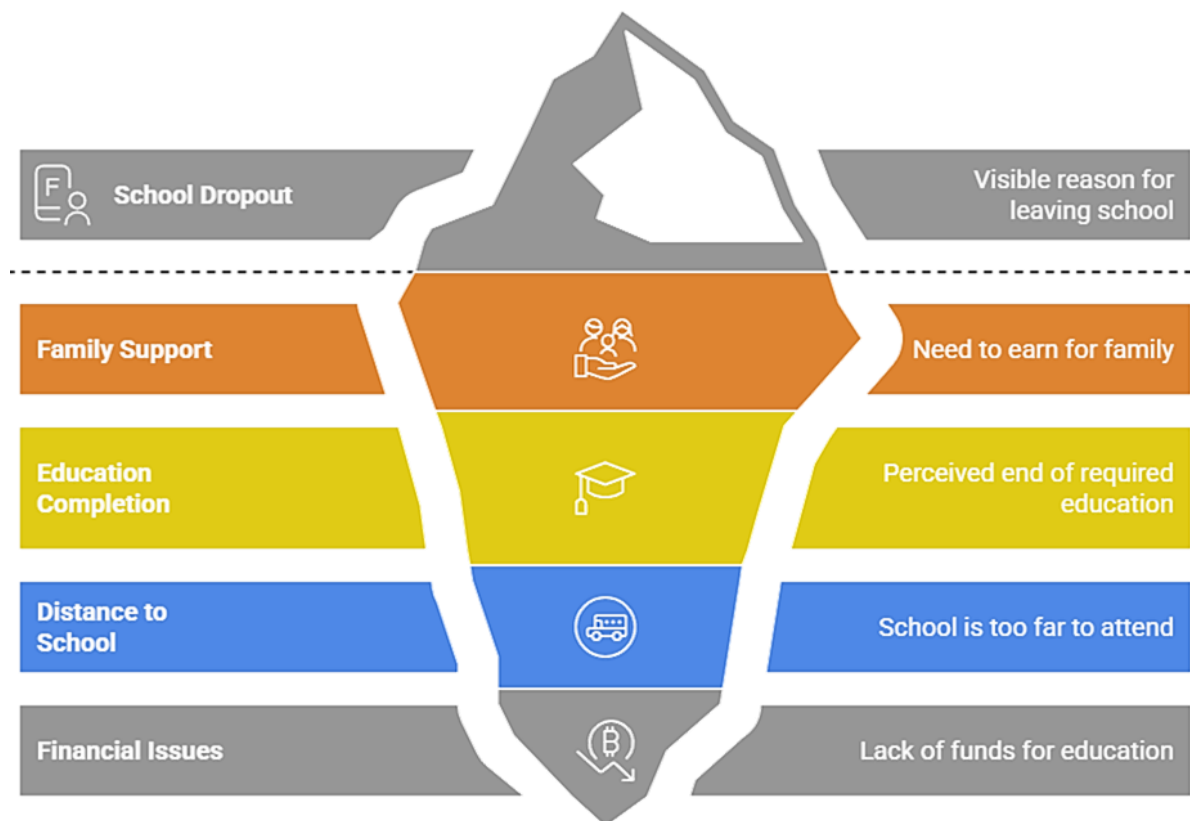 F
School Dropout
Visible reason for
leaving school
Family Support
Need to earn for family
Education
Completion
Perceived end of required
education
Distance to
School
School is too far to attend
Financial Issues
Lack of funds for education